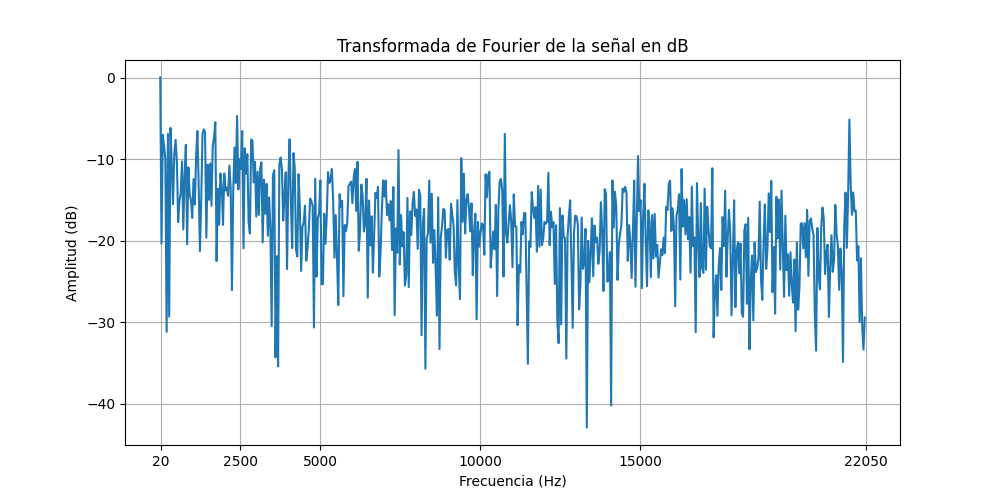 Transformada de Fourier de la señal en dB
Amplitud (dB)
0
−10
−20
−30
−40
20 2500 5000 10000 15000 22050
Frecuencia (Hz)